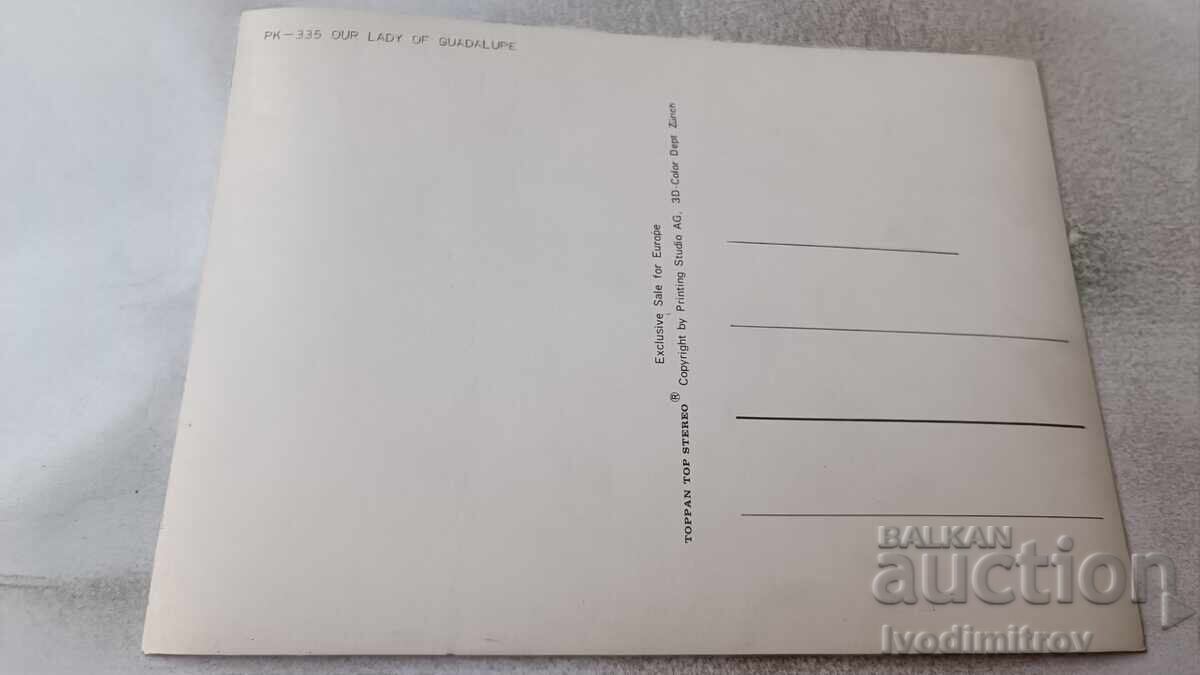 PK-335 OUR LADY OF GUADALUPE
Exclusive Sale for Europe
TOPPAN TOP STEREO® Copyright by Printing Studio AG, 3D-Color Dept Zürich
BALKAN
auction
Ivodimitrov